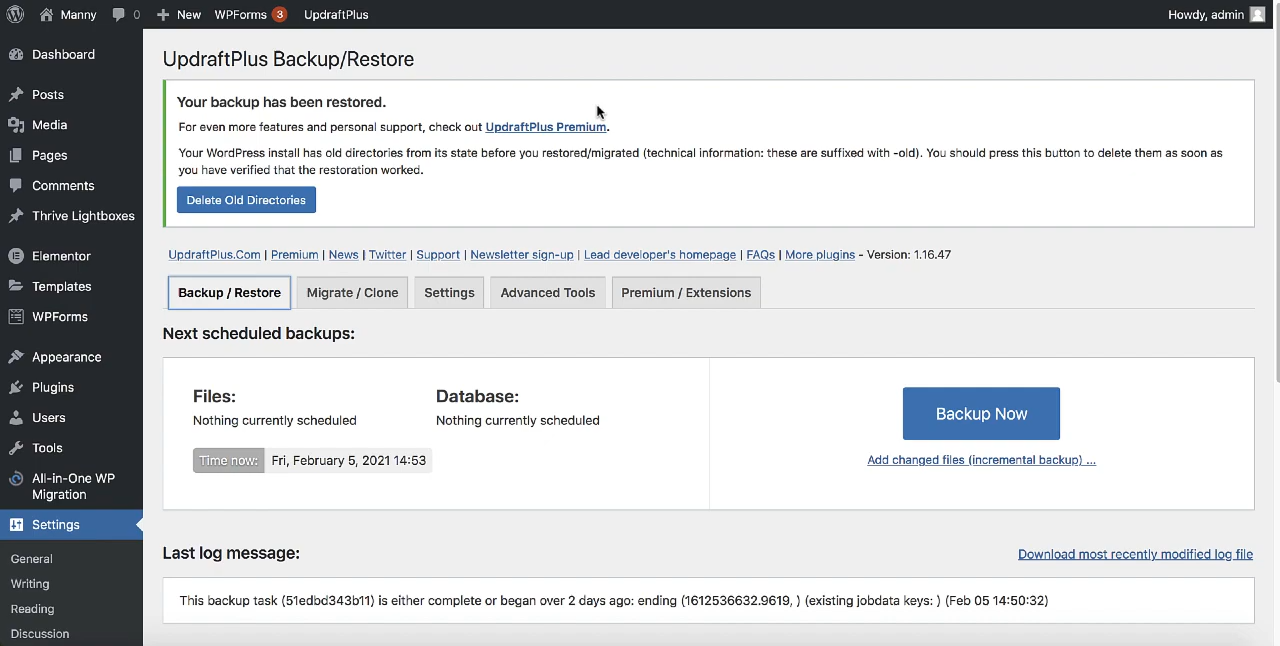 Manny 0 New WPForms 3 UpdraftPlus Howdy, admin
Dashboard
Posts
Media
Pages
Comments
Thrive Lightboxes
Elementor
Templates
WPForms
Appearance
Plugins
Users
Tools
All-in-One WP
Migration
Settings
General
Writing
Reading
Discussion
UpdraftPlus Backup/Restore
Your backup has been restored.
For even more features and personal support, check out UpdraftPlus Premium.
Your WordPress install has old directories from its state before you restored/migrated (technical information: these are suffixed with -old). You should press this button to delete them as soon as
you have verified that the restoration worked.
Delete Old Directories
UpdraftPlus.Com | Premium | News | Twitter | Support | Newsletter sign-up | Lead developer's homepage | FAQs | More plugins - Version: 1.16.47
Backup / Restore Migrate / Clone Settings Advanced Tools Premium / Extensions
Next scheduled backups:
Files: Database:
Nothing currently scheduled Nothing currently scheduled
Time now: Fri, February 5, 2021 14:53
Backup Now
Add changed files (incremental backup) ...
Last log message: Download most recently modified log file
This backup task (51edbd343b11) is either complete or began over 2 days ago: ending (1612536632.9619, ) (existing jobdata keys: ) (Feb 05 14:50:32)